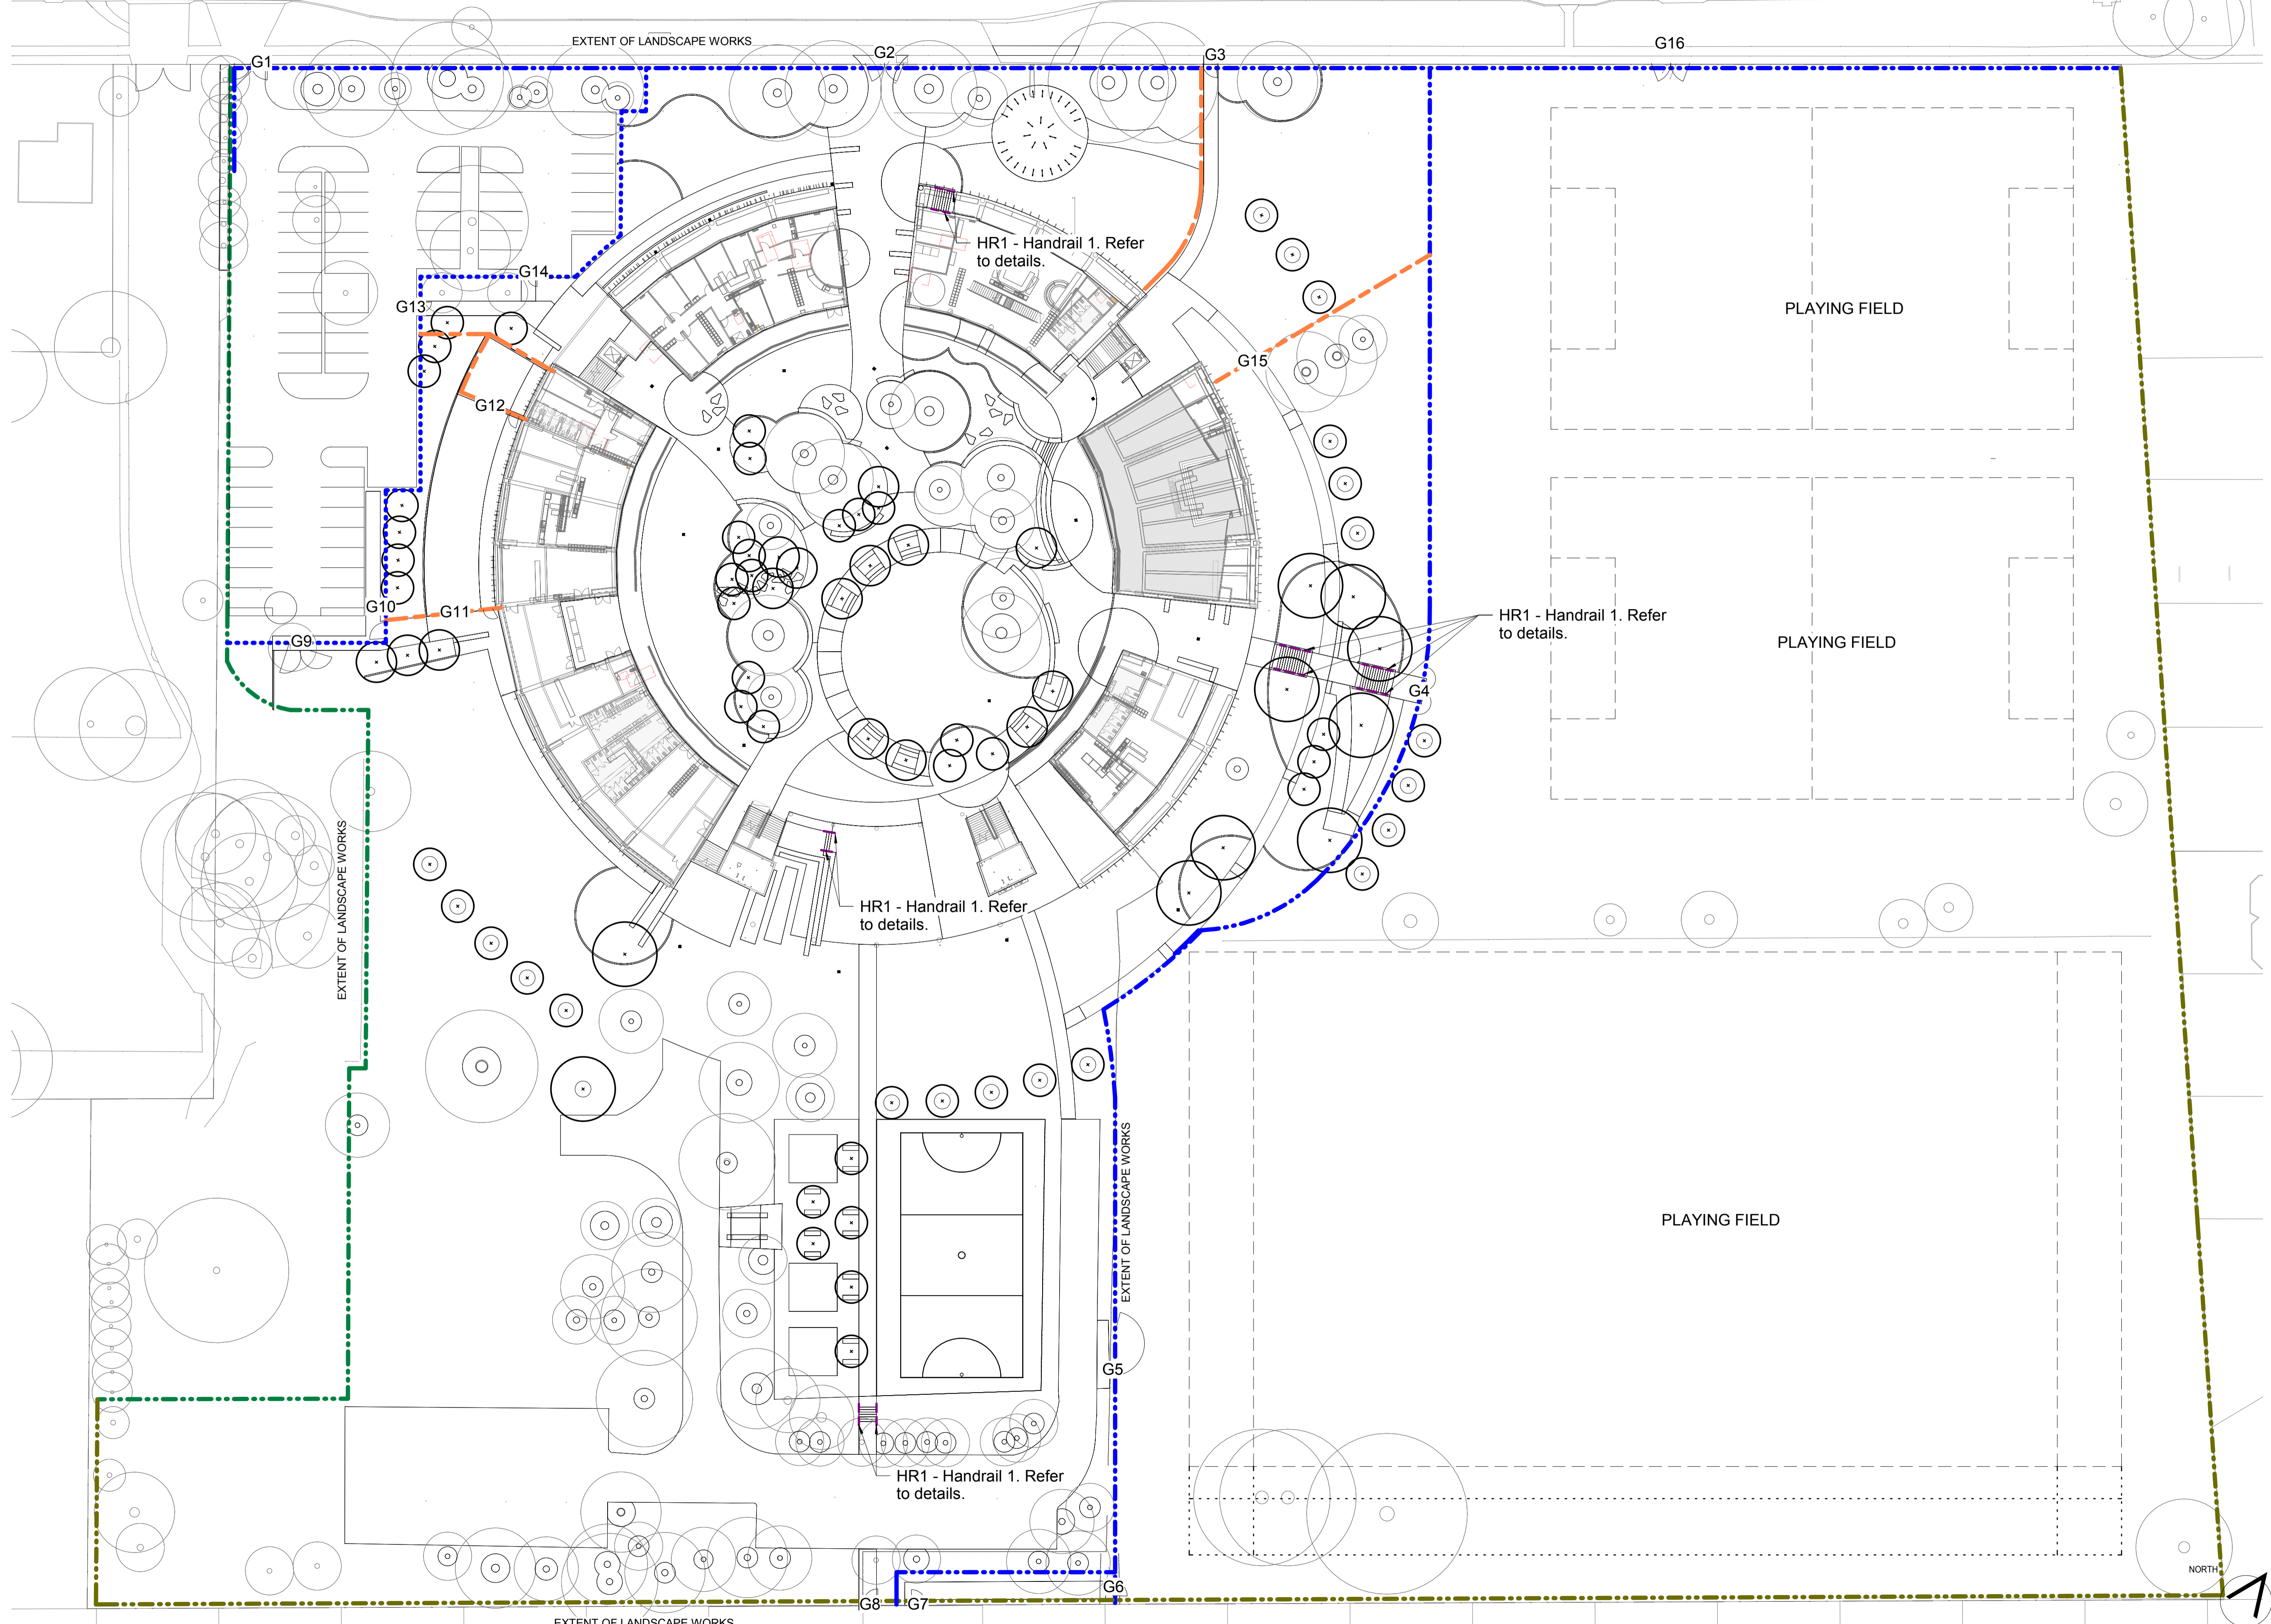 EXTENT OF LANDSCAPE WORKS
G16
G2
G3
G1
HR1 - Handrail 1. Refer
to details.
G14
G13
PLAYING FIELD
G15
G12
G10
G11
HR1 - Handrail 1. Refer
to details.
G9
PLAYING FIELD
G4
EXTENT OF LANDSCAPE WORKS
HR1 - Handrail 1. Refer
to details.
EXTENT OF LANDSCAPE WORKS
PLAYING FIELD
G5
HR1 - Handrail 1. Refer
to details.
NORTH
G6
G8
G7
EXTENT OF LANDSCAPE WORKS